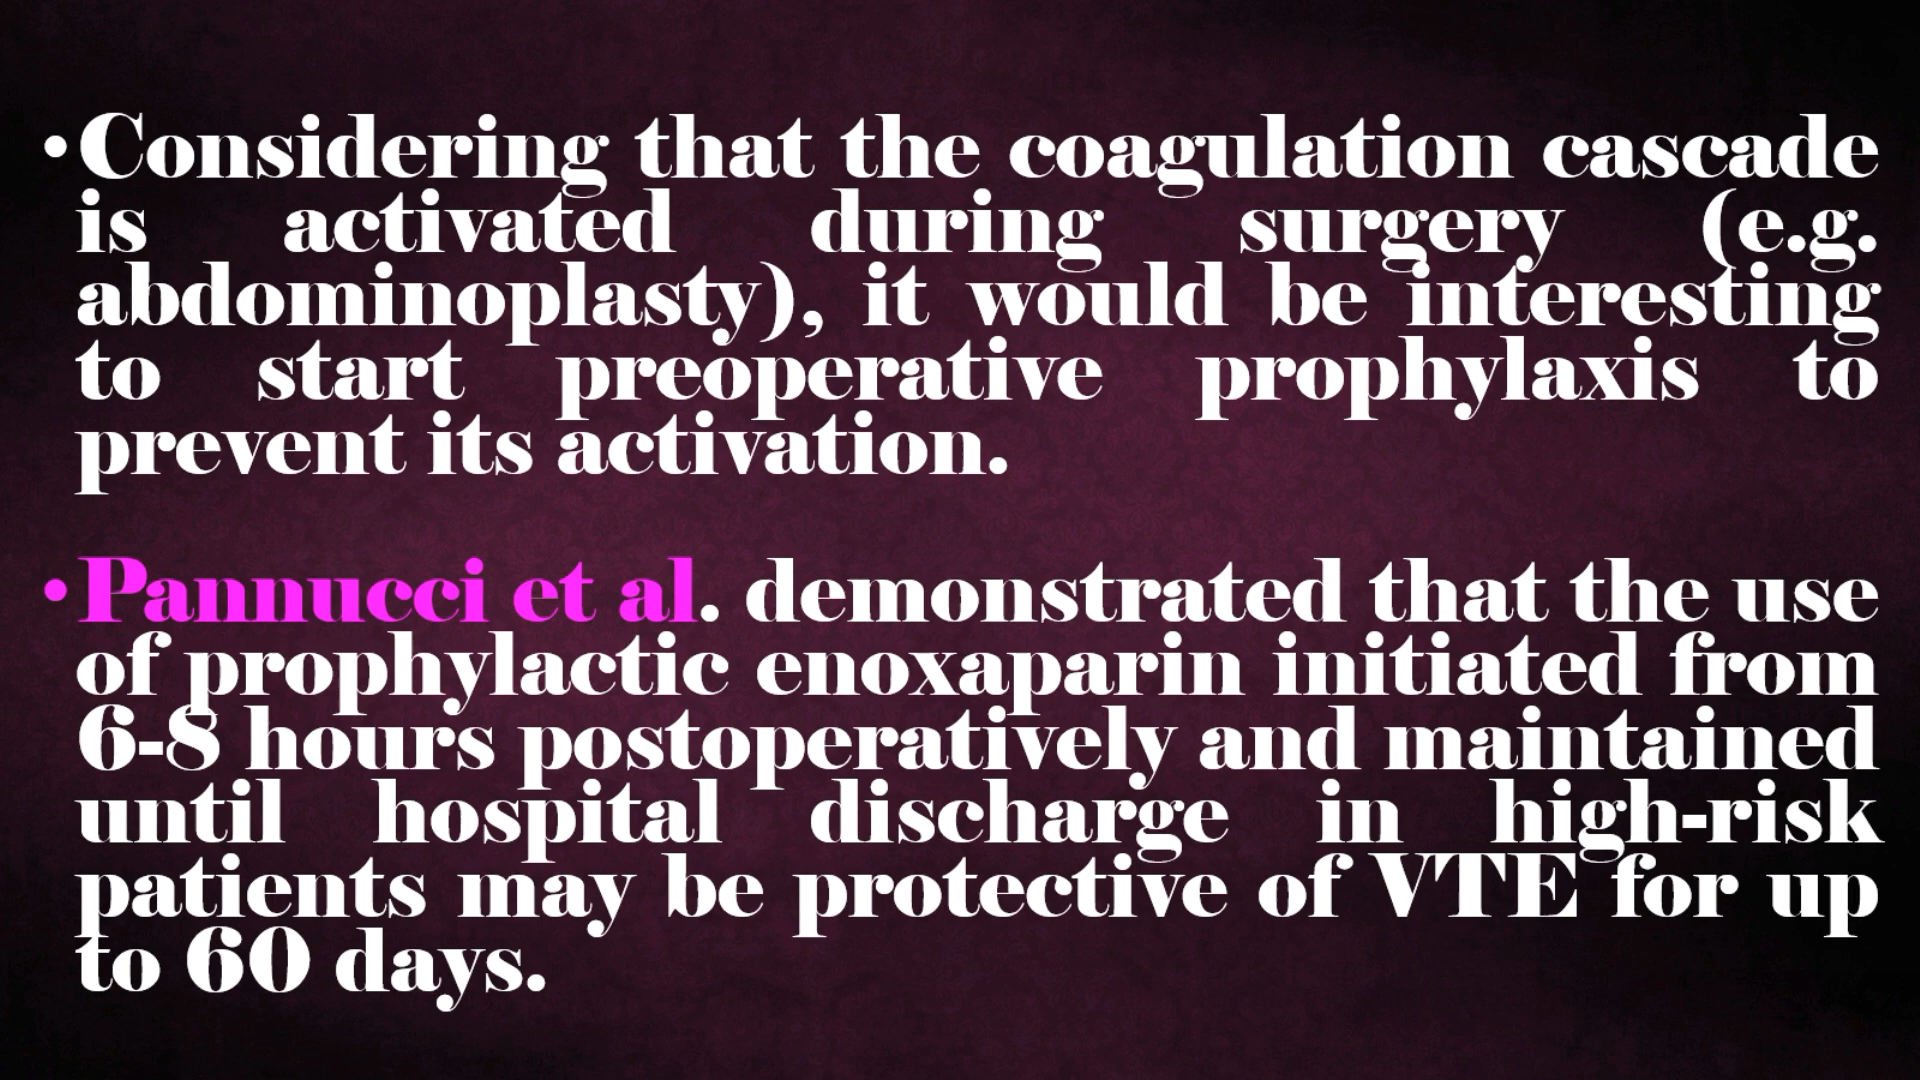 •Considering that the coagulation cascade
is activated during surgery (e.g.
abdominoplasty), it would be interesting
to start preoperative prophylaxis to
prevent its activation.
•Pannucci et al. demonstrated that the use
of prophylactic enoxaparin initiated from
6-8 hours postoperatively and maintained
until hospital discharge in high-risk
patients may be protective of VTE for up
to 60 days.